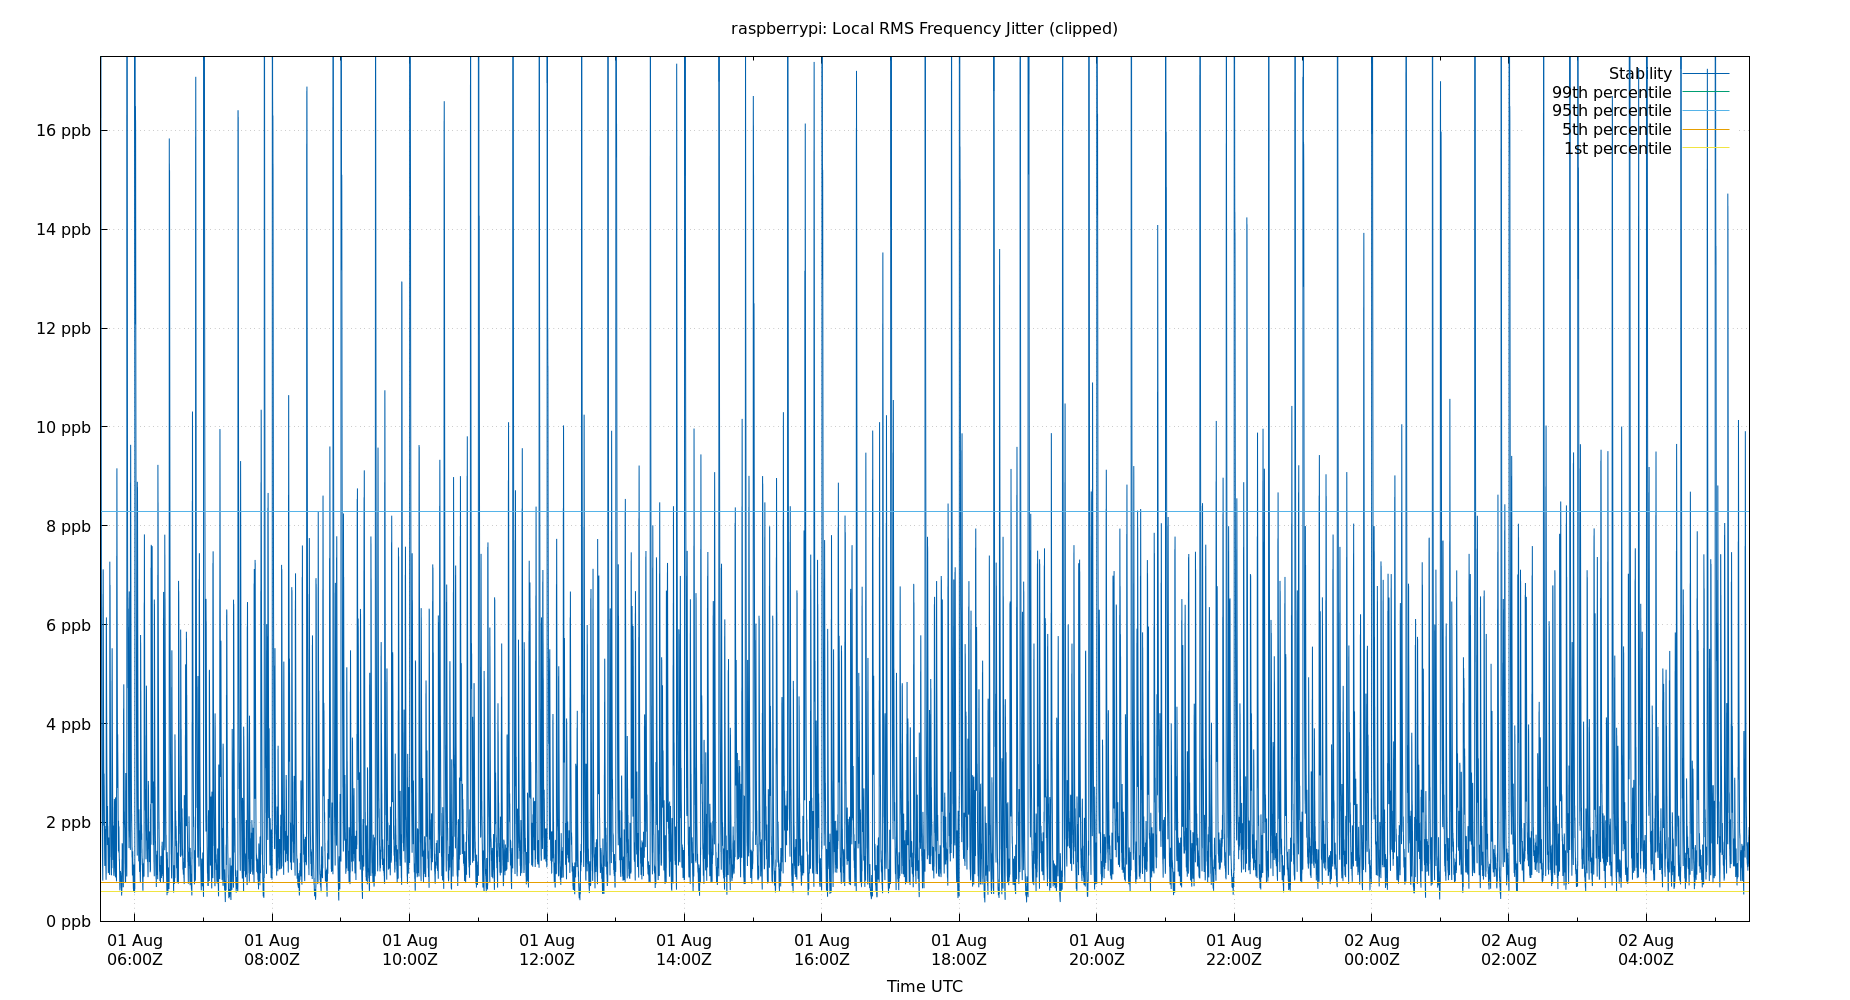 raspberrypi: Local RMS Frequency Jitter (clipped)
Stability
99th percentile
95th percentile
5th percentile
1st percentile
16 ppb
14 ppb
12 ppb
10 ppb
8 ppb
6 ppb
4 ppb
2 ppb
0 ppb
01 Aug 01 Aug 01 Aug 01 Aug 01 Aug 01 Aug 01 Aug 01 Aug 01 Aug 02 Aug 02 Aug 02 Aug
06:00Z 08:00Z 10:00Z 12:00Z 14:00Z 16:00Z 18:00Z 20:00Z 22:00Z 00:00Z 02:00Z 04:00Z
Time UTC